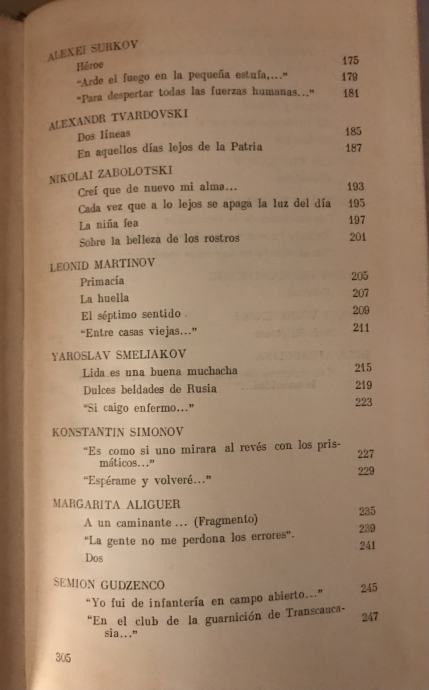 ALEXEI SURKOV
Héroe 175
"Arde el fuego en la pequeña estufa,..." 179
"Para despertar todas las fuerzas humanas..." 181
ALEXANDR TVARDOVSKI
Dos líneas 185
En aquellos días lejos de la Patria 187
NIKOLAI ZABOLOTSKI
Creí que de nuevo mi alma... 193
Cada vez que a lo lejos se apaga la luz del día 195
La niña fea 197
Sobre la belleza de los rostros 201
LEONID MARTINOV
Primacía 205
La huella 207
El séptimo sentido 209
"Entre casas viejas..." 211
YAROSLAV SMELIAKOV
Lida es una buena muchacha 215
Dulces beldades de Rusia 219
"Si caigo enfermo..." 223
KONSTANTIN SIMONOV
"Es como si uno mirara al revés con los pris-
máticos..." 227
"Espérame y volveré..." 229
MARGARITA ALIGUER
A un caminante ... (Fragmento) 235
"La gente no me perdona los errores". 239
Dos 241
SEMION GUDZENCO
"Yo fui de infantería en campo abierto..." 245
"En el club de la guarnición de Transcauca-
sia..." 247
305